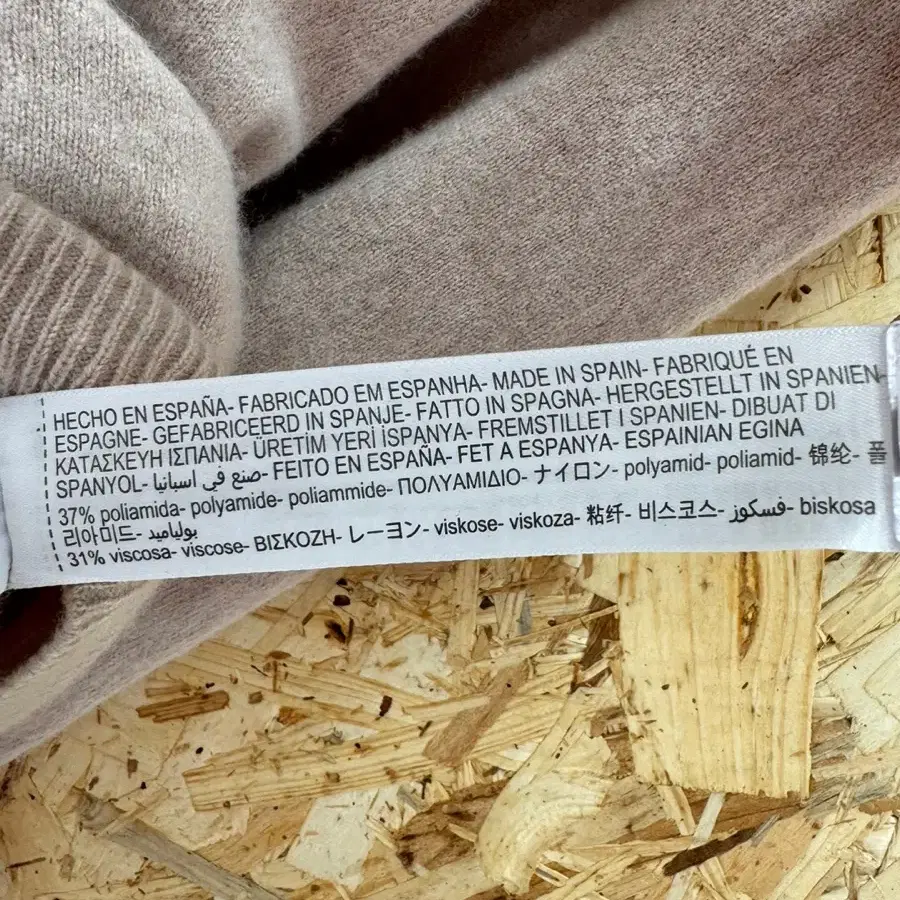 HECHO EN ESPAÑA- FABRICADO EM ESPANHA- MADE IN SPAIN- FABRIQUÉ EN
ESPAGNE- GEFABRICEERD IN SPANJE- FATTO IN SPAGNA- HERGESTELLT IN SPANIEN-
ΚΑΤΑΣΚΕΥΗ ΙΣΠΑΝΙΑ- ÜRETİM YERİ İSPANYA- FREMSTILLET I SPANIEN- DIBUAT DI
SPANYOL- صنع في اسبانيا- FEITO EN ESPAÑA- FET A ESPANYA- ESPAINIAN EGINA
37% poliamida- polyamide- poliammide- ΠΟΛΥΑΜΙΔΙΟ- ナイロン- polyamid- poliamid- 锦纶- 폴
리아미드- بولياميد
31% viscosa- viscose- ΒΙΣΚΟΖΗ- レーヨン- viskose- viskoza- 粘纤- 비스코스- فسكوز- biskosa